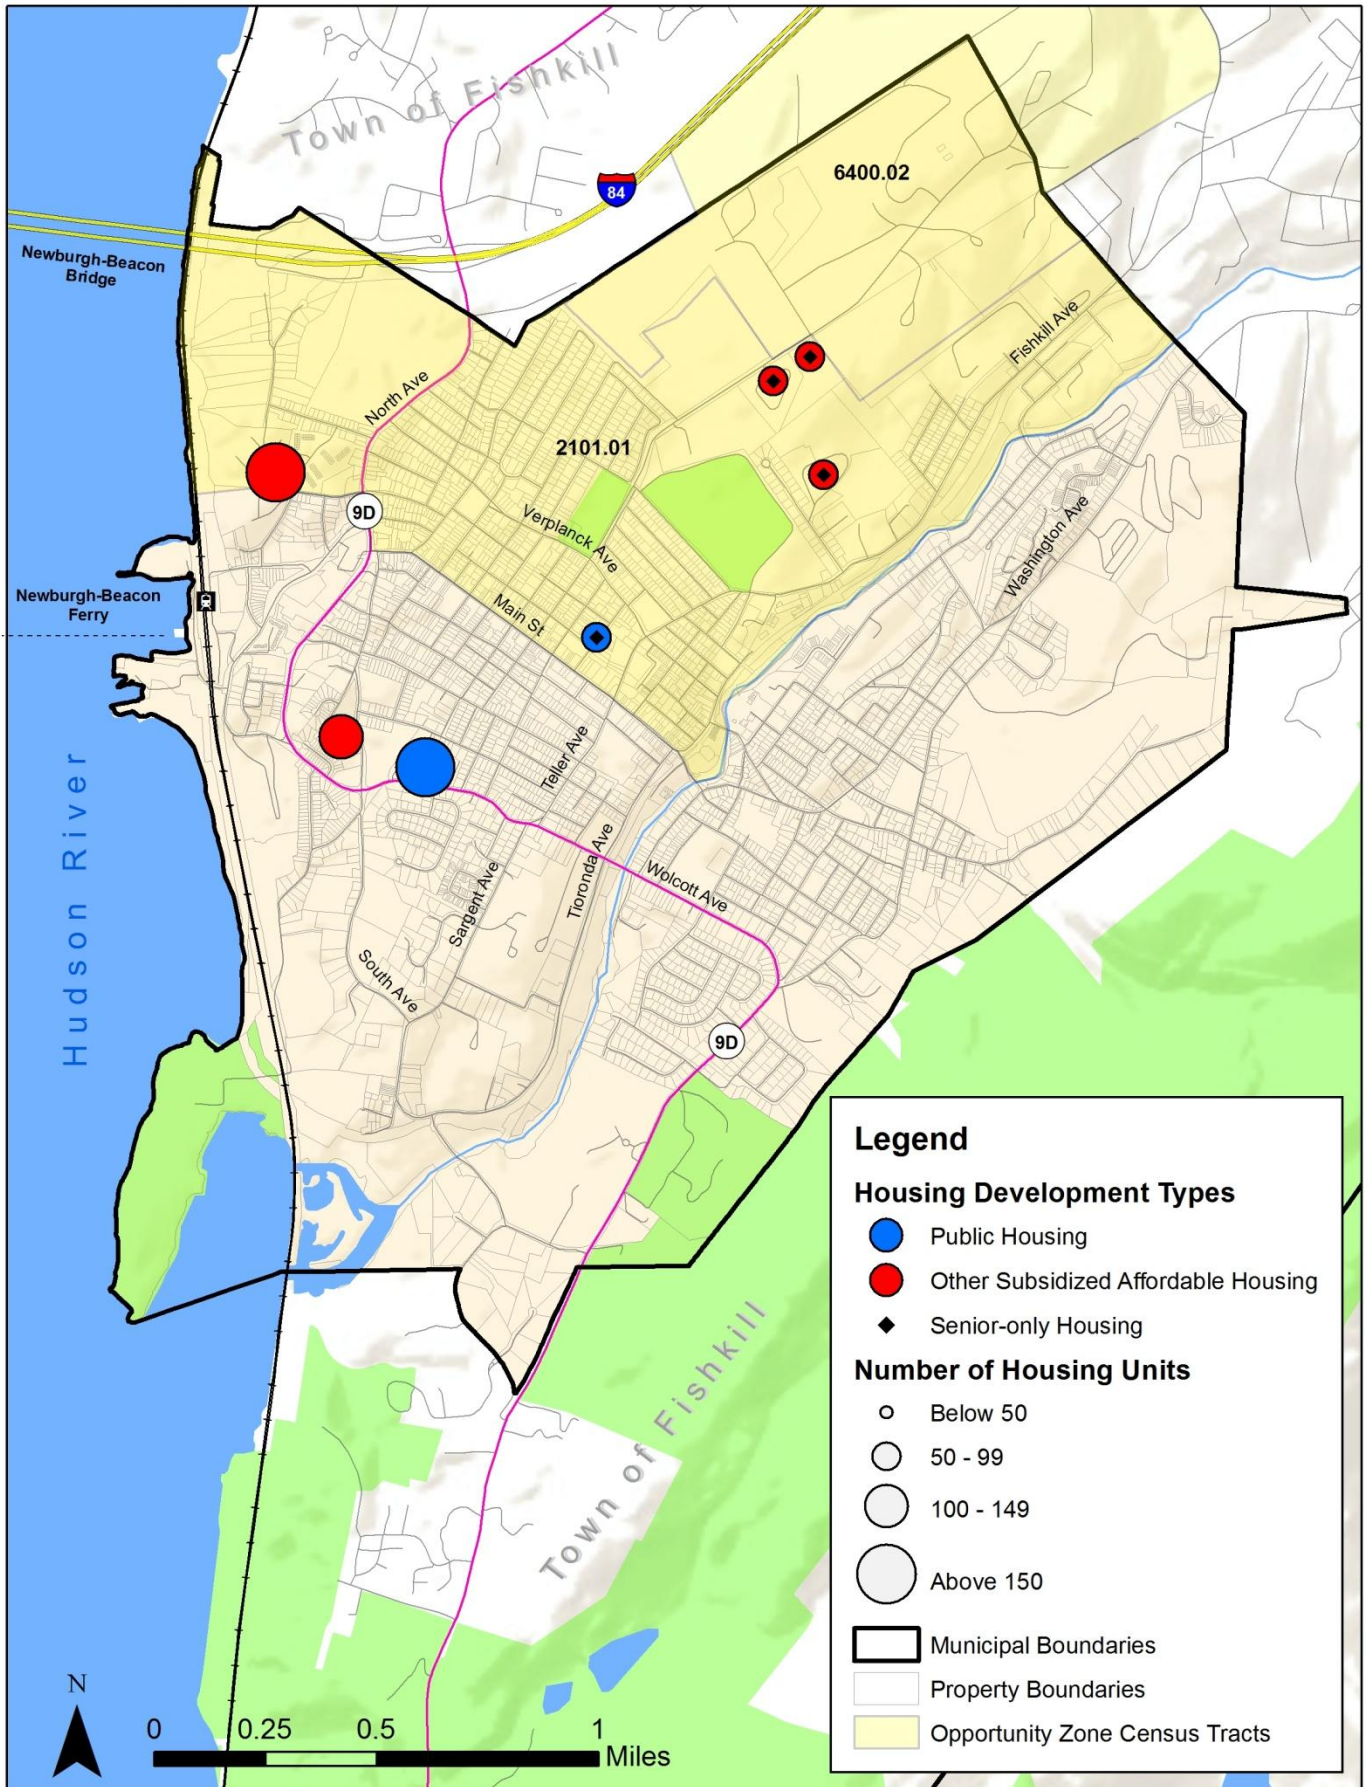 Town of Fishkill
84
6400.02
Newburgh-Beacon
Bridge
Fishkill Ave
North Ave
2101.01
9D
Verplanck Ave
Washington Ave
Newburgh-Beacon
Ferry
Main St
Teller Ave
Hudson River
Tioronda Ave
Wolcott Ave
Sargent Ave
South Ave
9D
Town of Fishkill
Legend
Housing Development Types
Public Housing
Other Subsidized Affordable Housing
Senior-only Housing
Number of Housing Units
Below 50
50 - 99
100 - 149
Above 150
Municipal Boundaries
Property Boundaries
Opportunity Zone Census Tracts
N
0 0.25 0.5 1
Miles